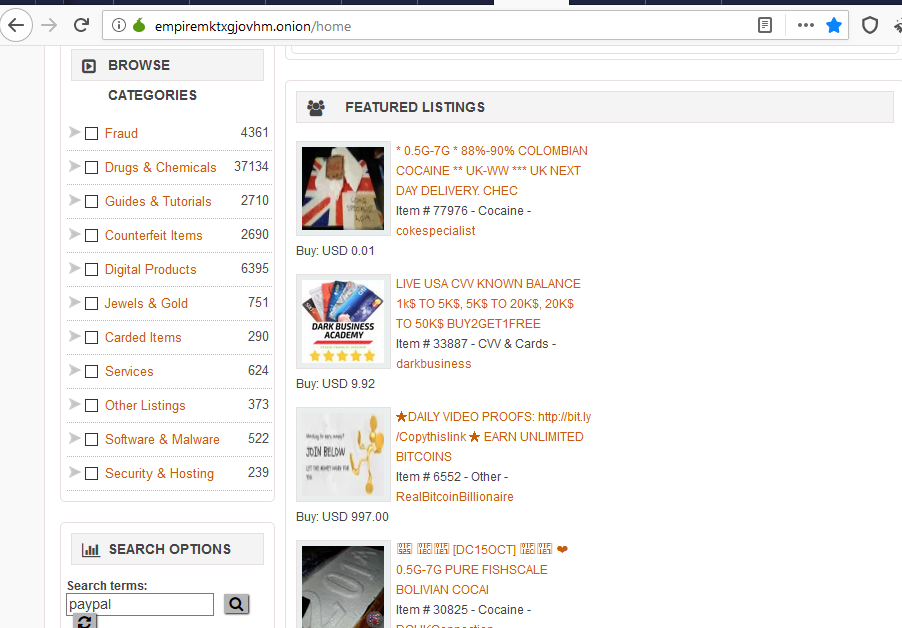 empiremktxgjovhm.onion/home
BROWSE
CATEGORIES
Fraud 4361
Drugs & Chemicals 37134
Guides & Tutorials 2710
Counterfeit Items 2690
Digital Products 6395
Jewels & Gold 751
Carded Items 290
Services 624
Other Listings 373
Software & Malware 522
Security & Hosting 239
SEARCH OPTIONS
Search terms:
paypal
FEATURED LISTINGS
* 0.5G-7G * 88%-90% COLOMBIAN
COCAINE ** UK-WW *** UK NEXT
DAY DELIVERY. CHEC
Item # 77976 - Cocaine -
cokespecialist
Buy: USD 0.01
DARK BUSINESS
ACADEMY
LIVE USA CVV KNOWN BALANCE
1k$ TO 5K$, 5K$ TO 20K$, 20K$
TO 50K$ BUY2GET1FREE
Item # 33887 - CVV & Cards -
darkbusiness
Buy: USD 9.92
JOIN BELOW
★DAILY VIDEO PROOFS: http://bit.ly
/Copythislink ★ EARN UNLIMITED
BITCOINS
Item # 6552 - Other -
RealBitcoinBillionaire
Buy: USD 997.00
[DC15OCT] ❤
0.5G-7G PURE FISHSCALE
BOLIVIAN COCAI
Item # 30825 - Cocaine -